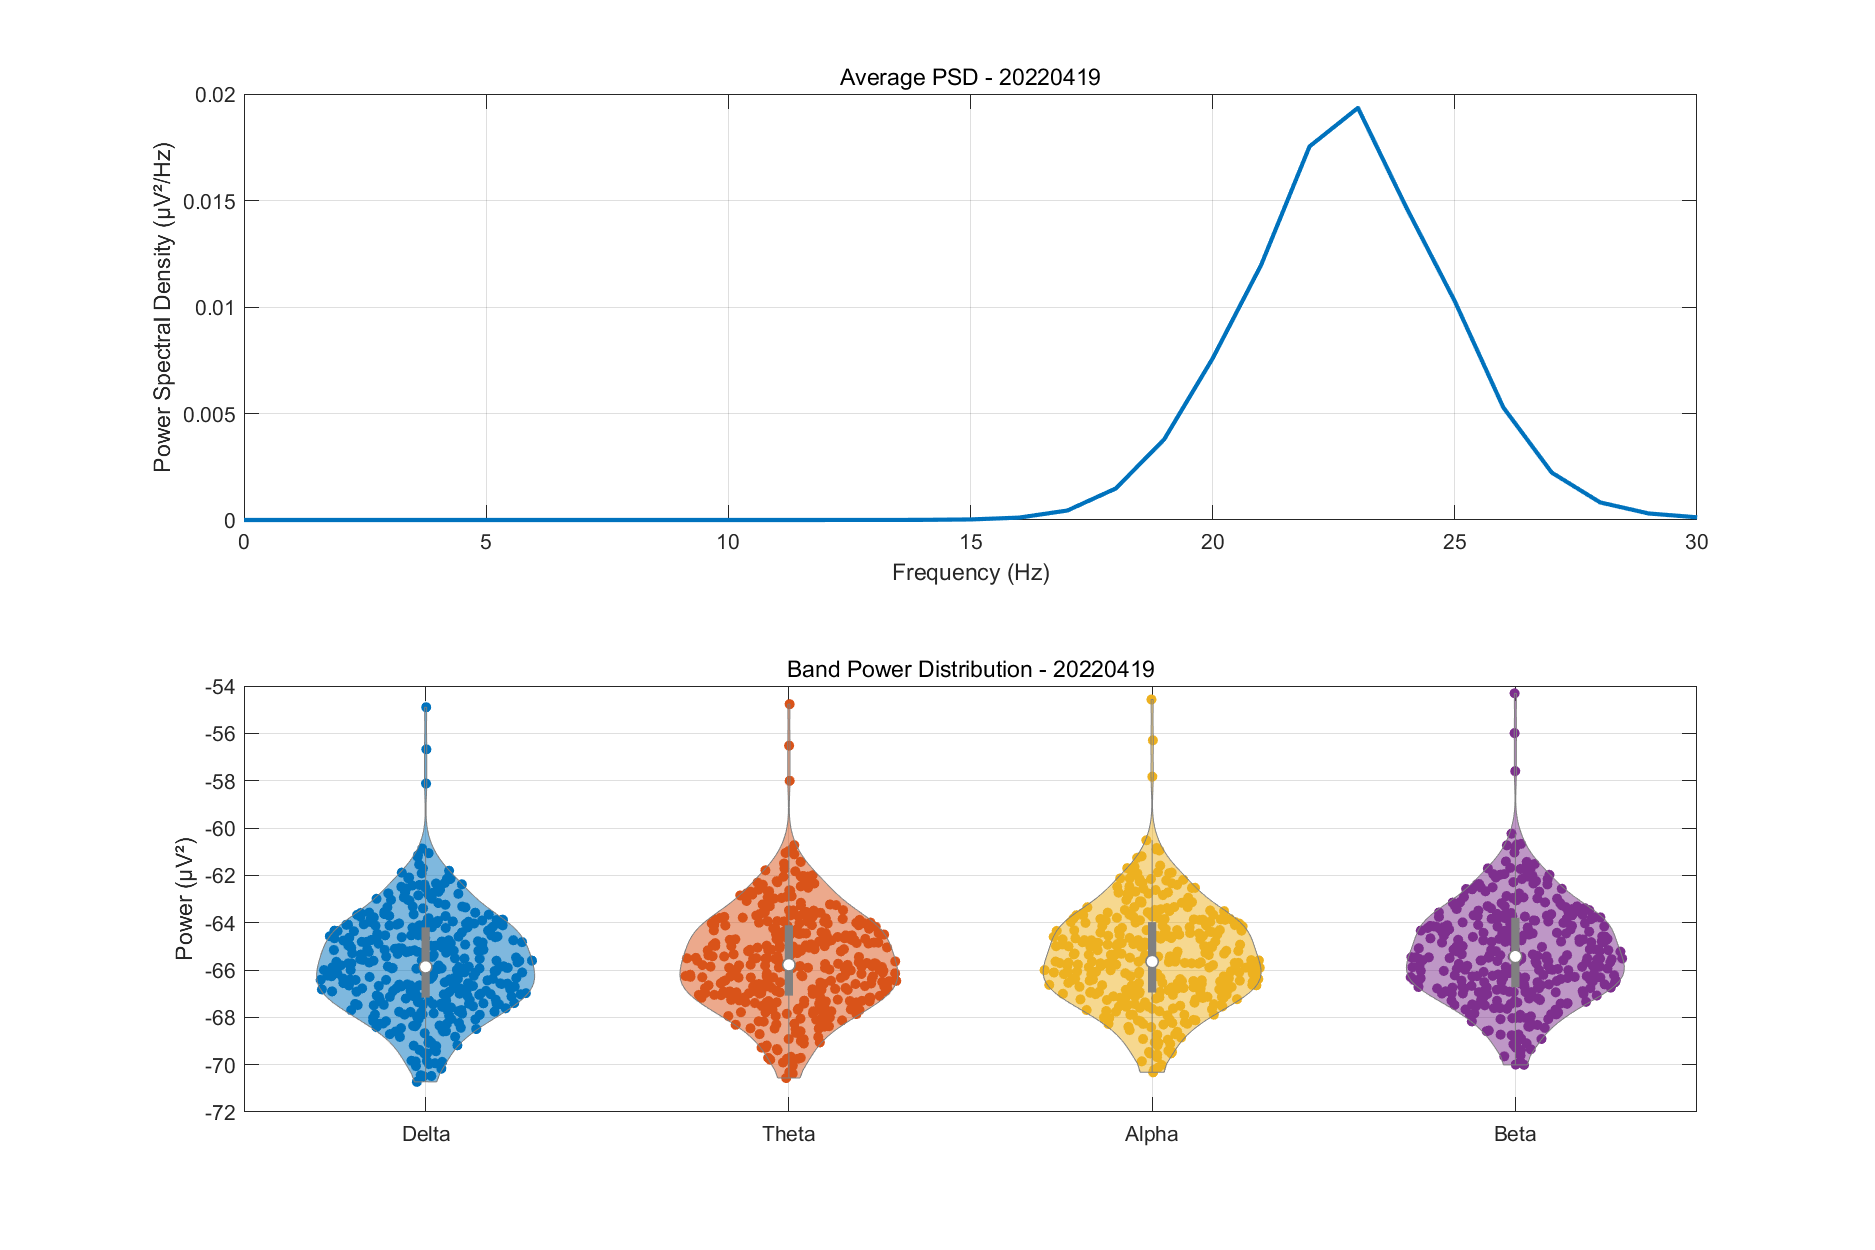 Average PSD - 20220419
0.02
0.015
0.01
0.005
0
Power Spectral Density (µV²/Hz)
0 5 10 15 20 25 30
Frequency (Hz)
Band Power Distribution - 20220419
-54
-56
-58
-60
-62
-64
-66
-68
-70
-72
Power (µV²)
Delta Theta Alpha Beta